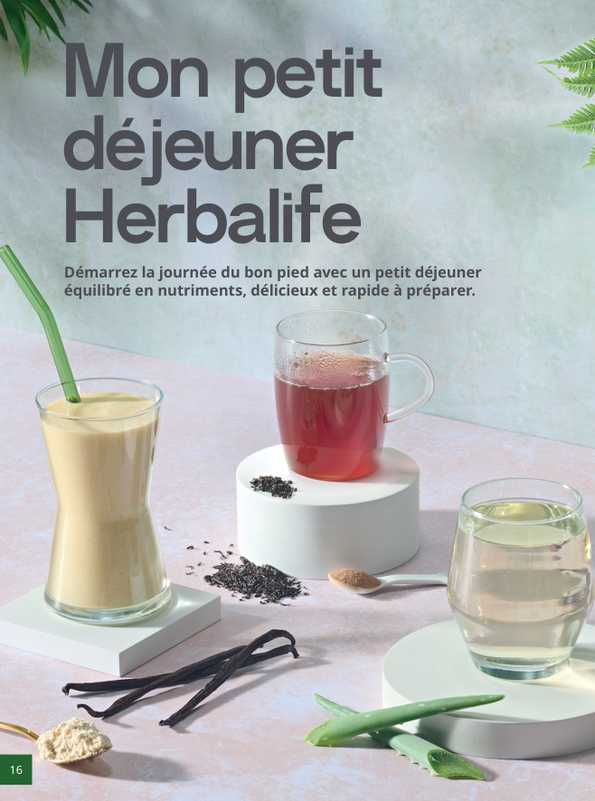 Mon petit
déjeuner
Herbalife
Démarrez la journée du bon pied avec un petit déjeuner
équilibré en nutriments, délicieux et rapide à préparer.
16